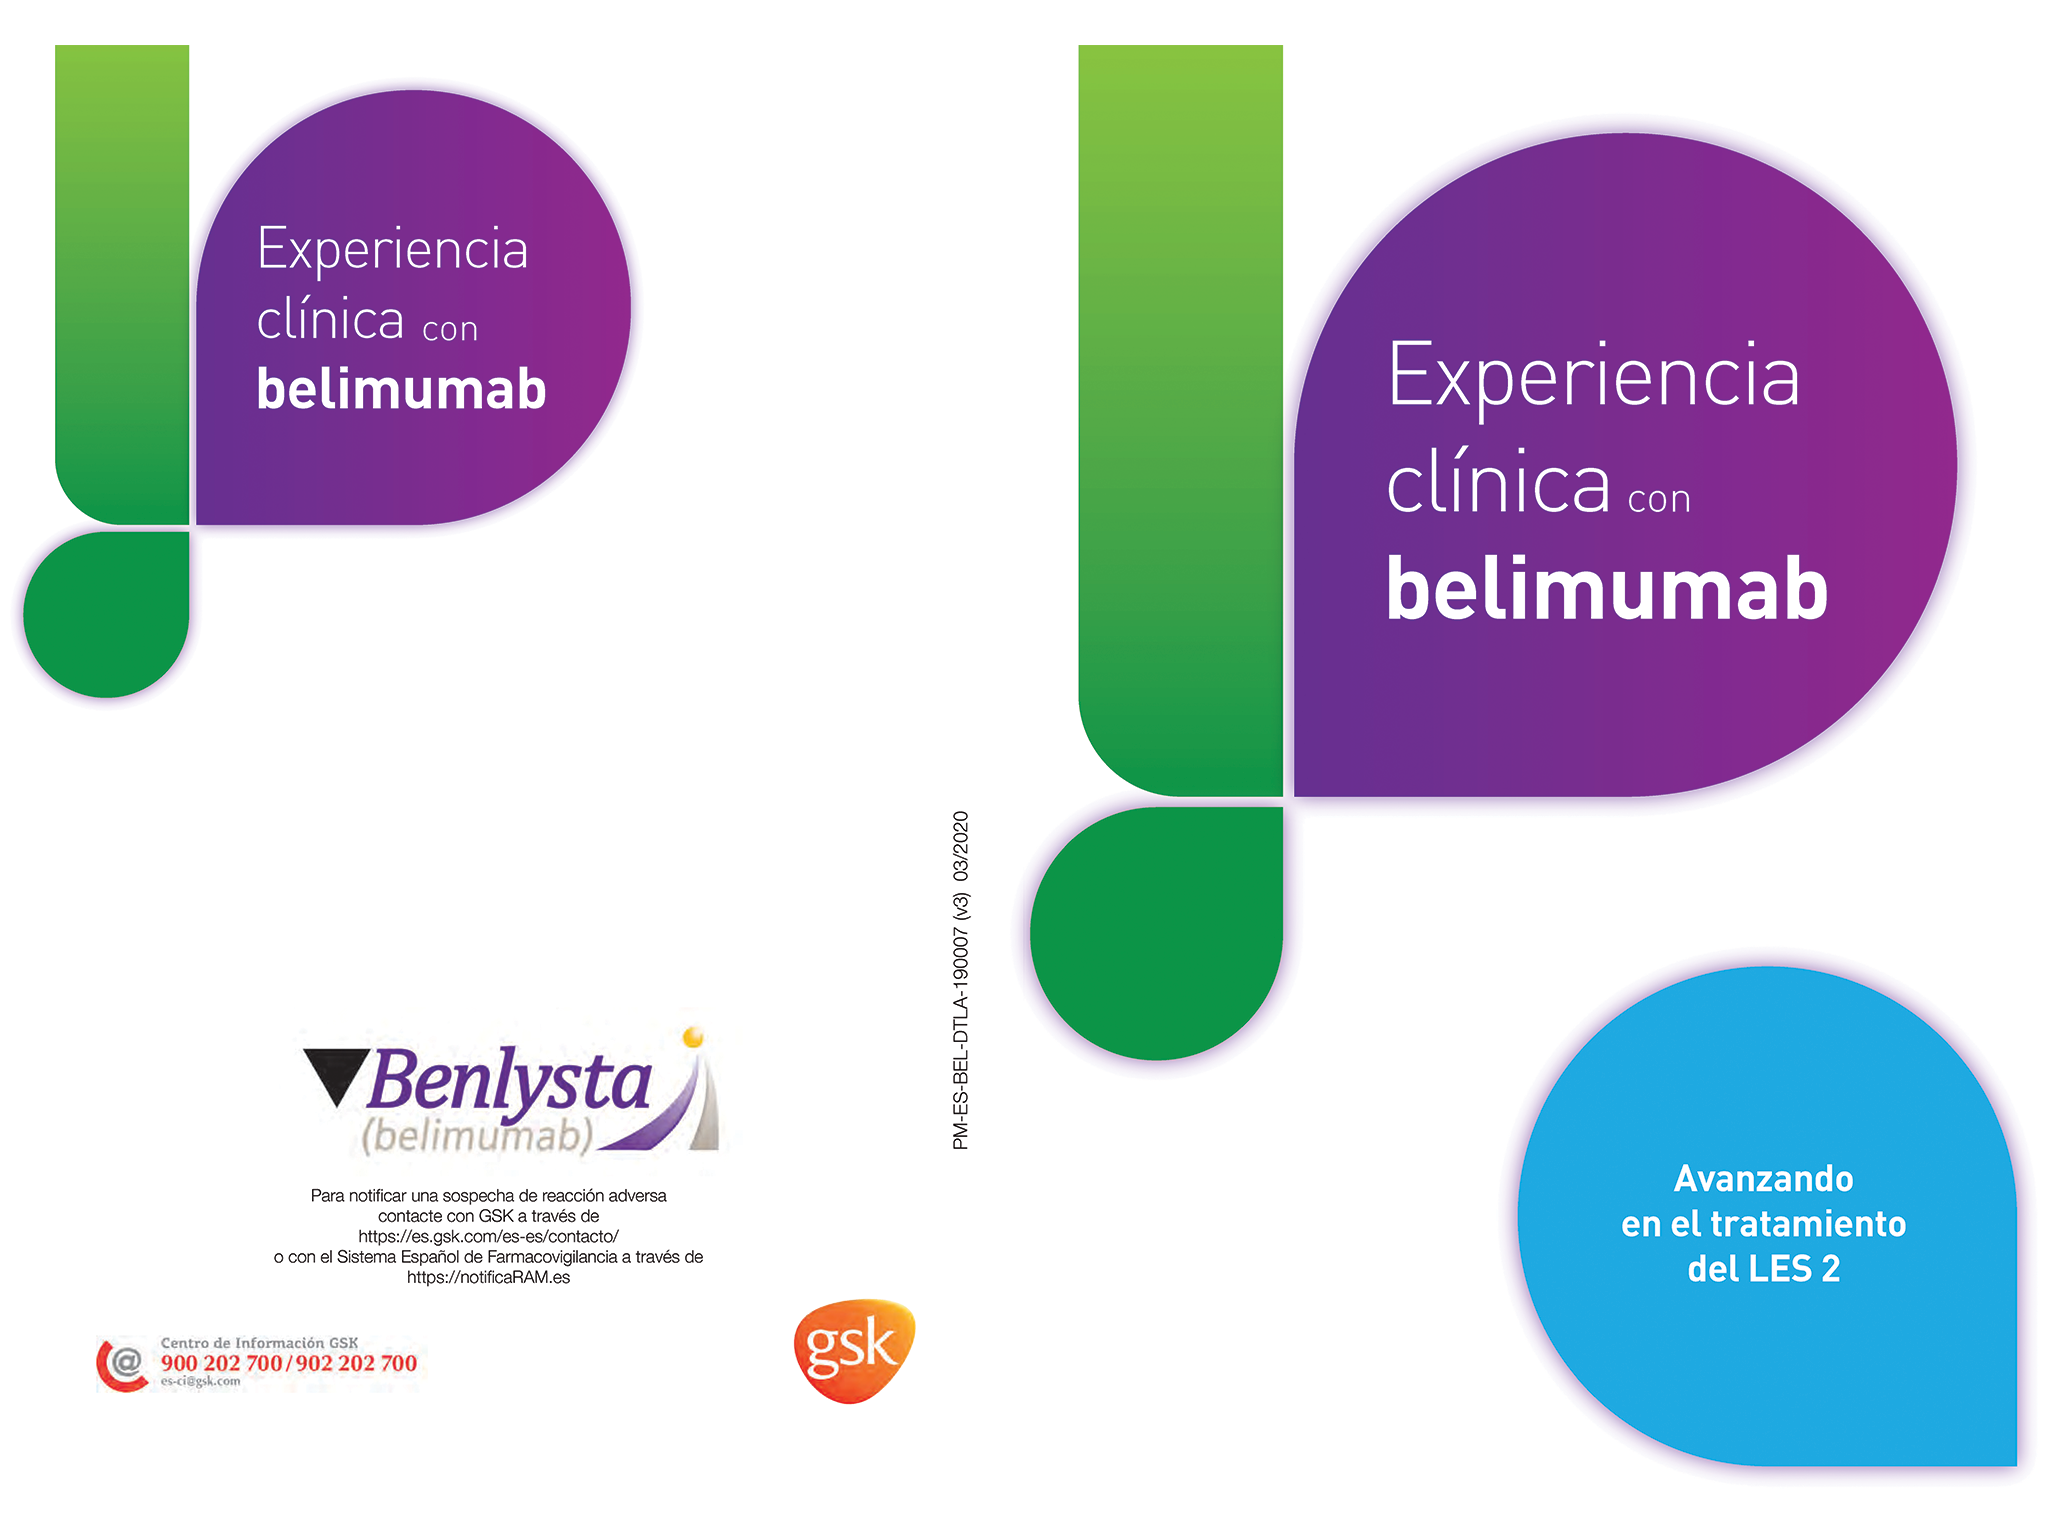 Experiencia
clínica con
belimumab
Benlysta
(belimumab)
Para notificar una sospecha de reacción adversa
contacte con GSK a través de
https://es.gsk.com/es-es/contacto/
o con el Sistema Español de Farmacovigilancia a través de
https://notificaRAM.es
Centro de Información GSK
900 202 700 / 902 202 700
es-ci@gsk.com
gsk
PM-ES-BEL-DTLA-190007 (v3) 03/2020
Experiencia
clínica con
belimumab
Avanzando
en el tratamiento
del LES 2